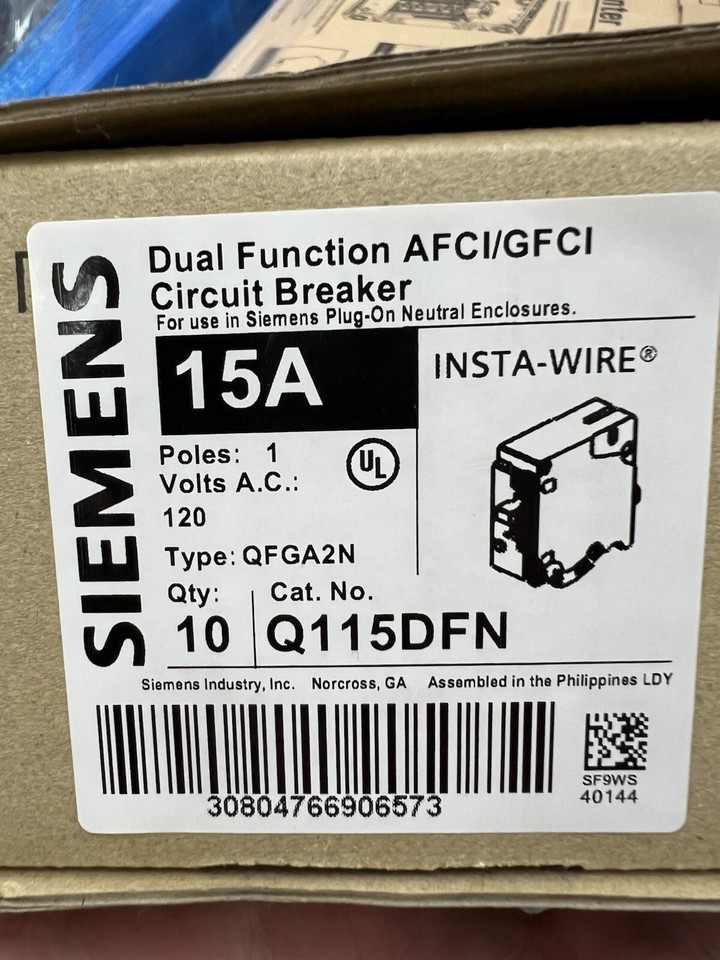 SIEMENS
Dual Function AFCI/GFCI
Circuit Breaker
For use in Siemens Plug-On Neutral Enclosures.
15A
INSTA-WIRE®
Poles: 1
UL
Volts A.C.:
120
Type: QFGA2N
Qty: Cat. No.
10 Q115DFN
Siemens Industry, Inc. Norcross, GA Assembled in the Philippines LDY
30804766906573
SF9WS
40144